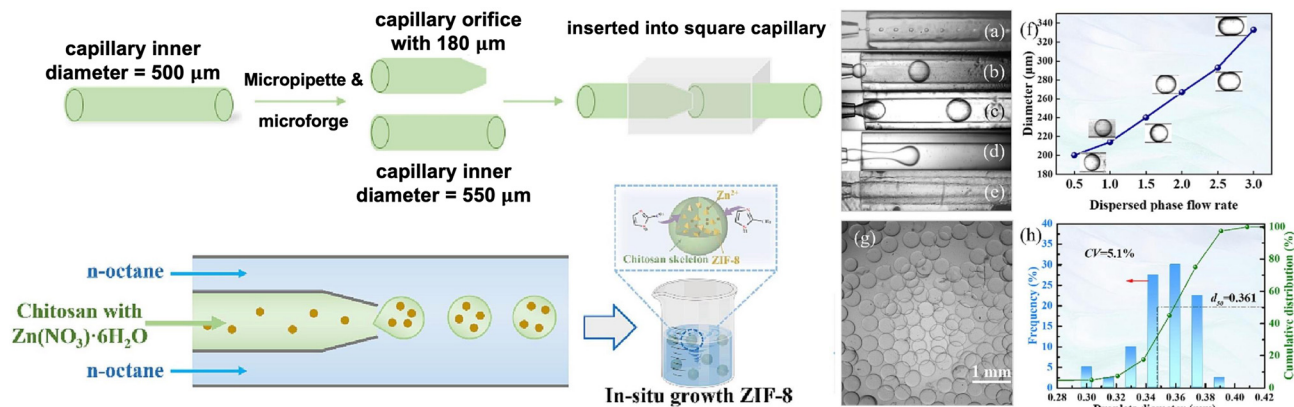 capillary inner
diameter = 500 μm
Micropipette &
microforge
capillary orifice
with 180 μm
capillary inner
diameter = 550 μm
inserted into square capillary
n-octane
Chitosan with
Zn(NO3)·6H2O
n-octane
Zn2+
Chitosan skeleton
ZIF-8
In-situ growth ZIF-8
(a)
(b)
(c)
(d)
(e)
(f)
Diameter (μm)
340
320
300
280
260
240
220
200
180
0.5 1.0 1.5 2.0 2.5 3.0
Dispersed phase flow rate
(g)
1 mm
(h)
CV=5.1%
d50=0.361
Frequency (%)
40
35
30
25
20
15
10
5
0
Cumulative distribution (%)
100
80
60
40
20
0
0.28 0.30 0.32 0.34 0.36 0.38 0.40 0.42